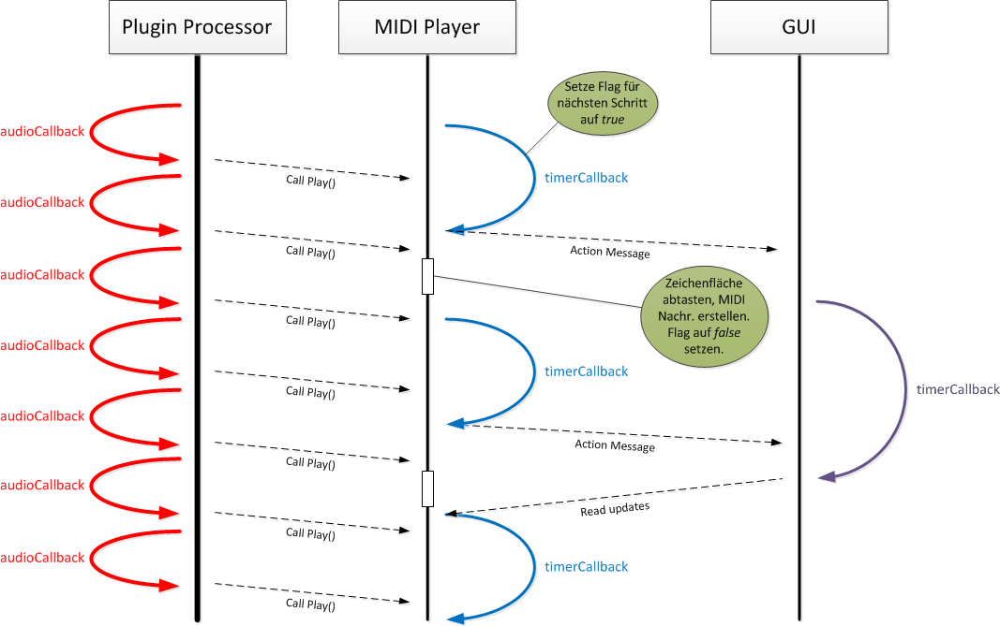 Plugin Processor
MIDI Player
GUI
Setze Flag für
nächsten Schritt
auf true
audioCallback
timerCallback
Call Play()
audioCallback
Call Play()
Action Message
audioCallback
Zeichenfläche
abtasten, MIDI
Nachr. erstellen.
Flag auf false
setzen.
Call Play()
audioCallback
timerCallback
Call Play()
timerCallback
audioCallback
Action Message
Call Play()
audioCallback
Read updates
Call Play()
audioCallback
timerCallback
Call Play()